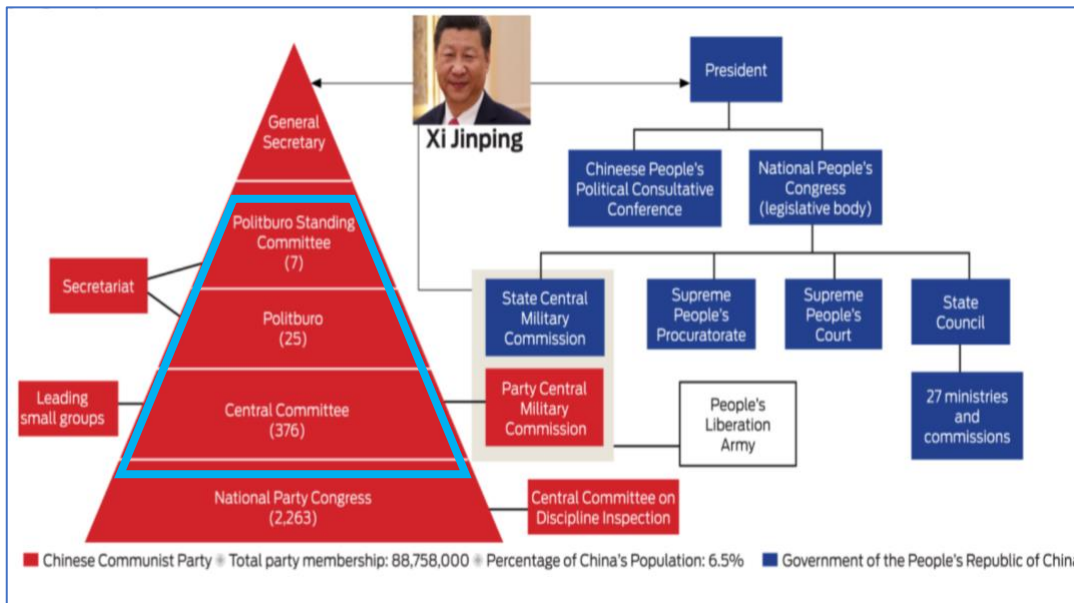 General
Secretary
Politburo Standing
Committee
(7)
Politburo
(25)
Central Committee
(376)
National Party Congress
(2,263)
Secretariat
Leading
small groups
Xi Jinping
President
Chineese People's
Political Consultative
Conference
National People's
Congress
(legislative body)
State Central
Military
Commission
Party Central
Military
Commission
Supreme
People's
Procuratorate
Supreme
People's
Court
State
Council
27 ministries
and
commissions
People's
Liberation
Army
Central Committee on
Discipline Inspection
Chinese Communist Party Total party membership: 88,758,000 Percentage of China's Population: 6.5% Government of the People's Republic of China